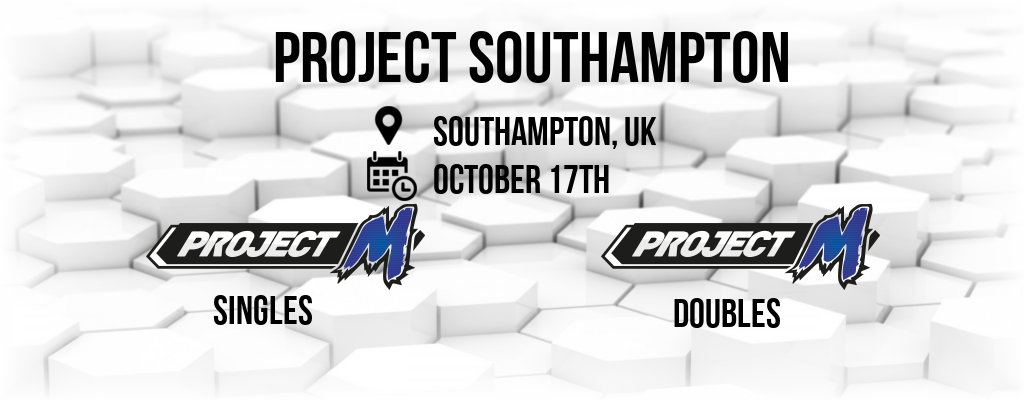 PROJECT SOUTHAMPTON
SOUTHAMPTON, UK
OCTOBER 17TH
PROJECT M
SINGLES
PROJECT M
DOUBLES